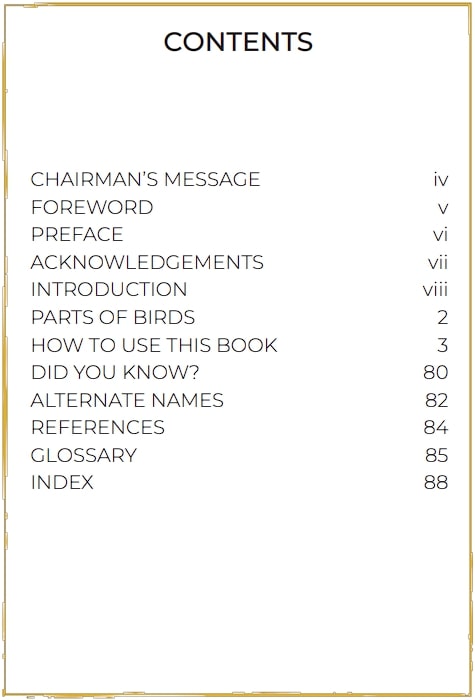 CONTENTS
CHAIRMAN’S MESSAGE iv
FOREWORD v
PREFACE vi
ACKNOWLEDGEMENTS vii
INTRODUCTION viii
PARTS OF BIRDS 2
HOW TO USE THIS BOOK 3
DID YOU KNOW? 80
ALTERNATE NAMES 82
REFERENCES 84
GLOSSARY 85
INDEX 88